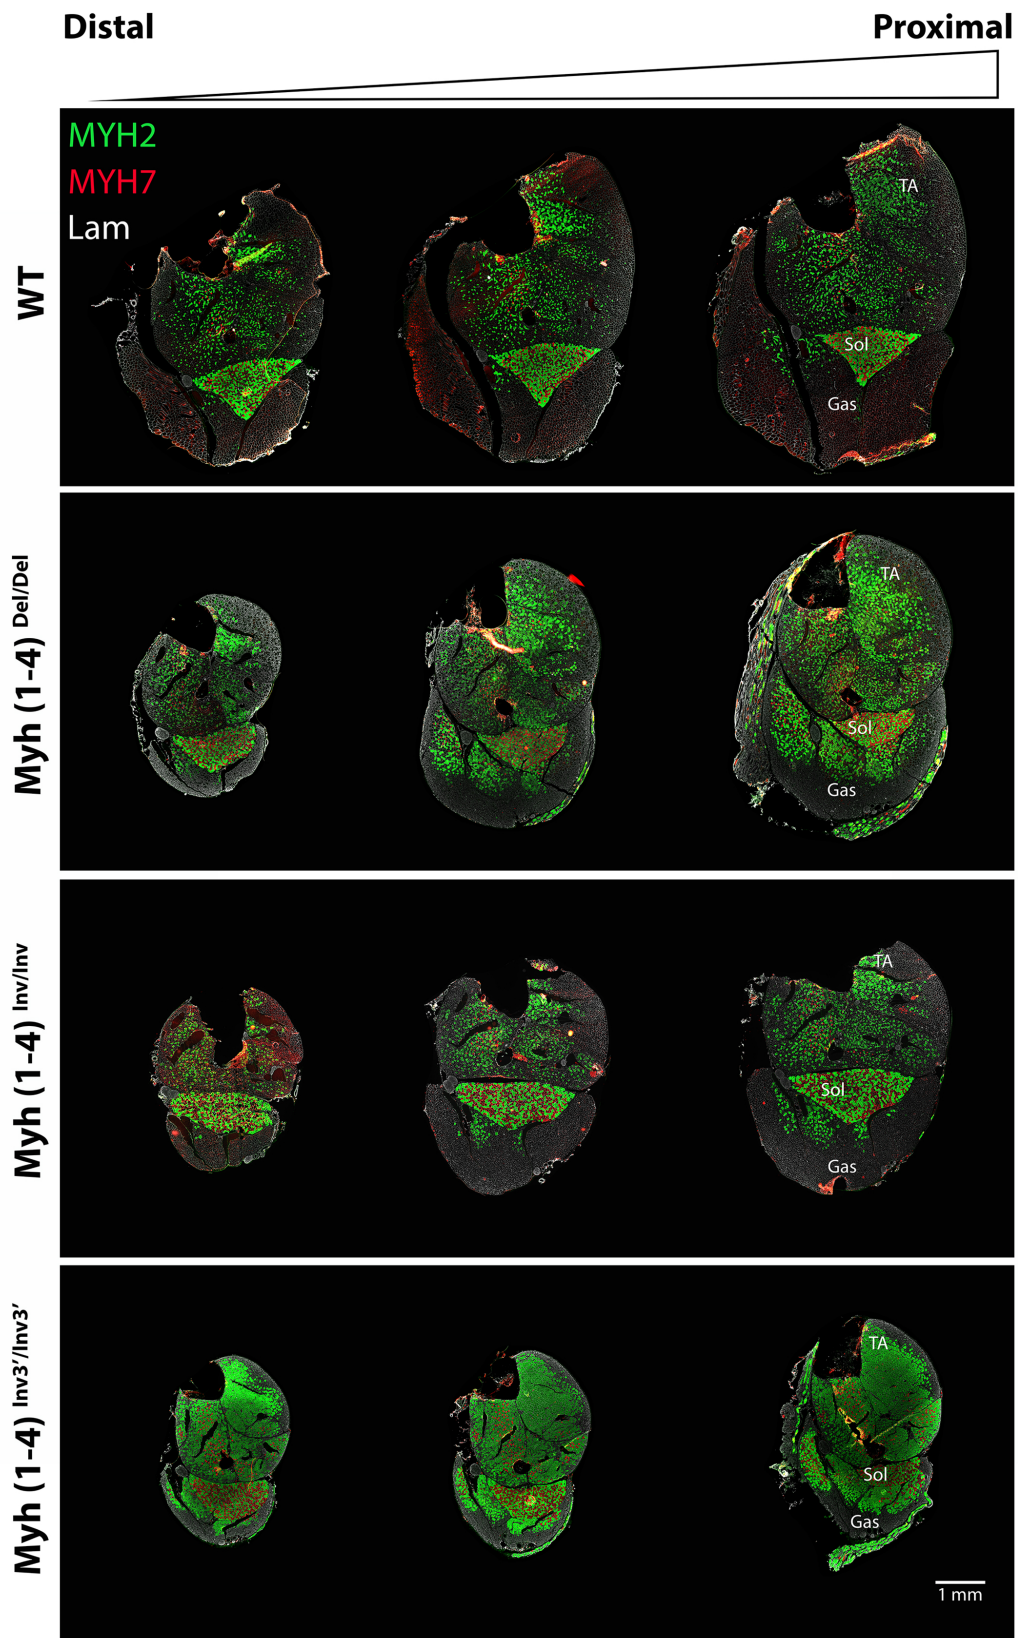 Distal
Proximal
MYH2
MYH7
Lam
WT
TA
Sol
Gas
Myh (1-4) Del/Del
TA
Sol
Gas
Myh (1-4) Inv/Inv
TA
Sol
Gas
Myh (1-4) Inv3’/Inv3’
TA
Sol
Gas
1 mm